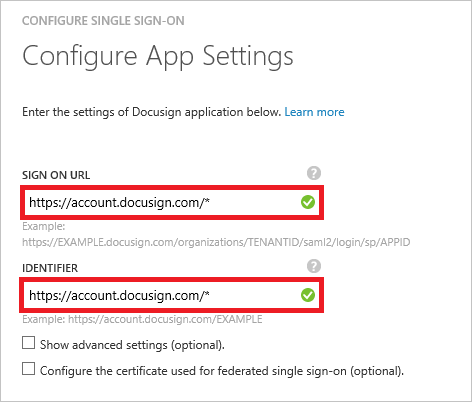 CONFIGURE SINGLE SIGN-ON
Configure App Settings
Enter the settings of Docusign application below. Learn more
SIGN ON URL ?
https://account.docusign.com/*
Example:
https://EXAMPLE.docusign.com/organizations/TENANTID/saml2/login/sp/APPID
IDENTIFIER ?
https://account.docusign.com/*
Example: https://account.docusign.com/EXAMPLE
Show advanced settings (optional).
Configure the certificate used for federated single sign-on (optional).